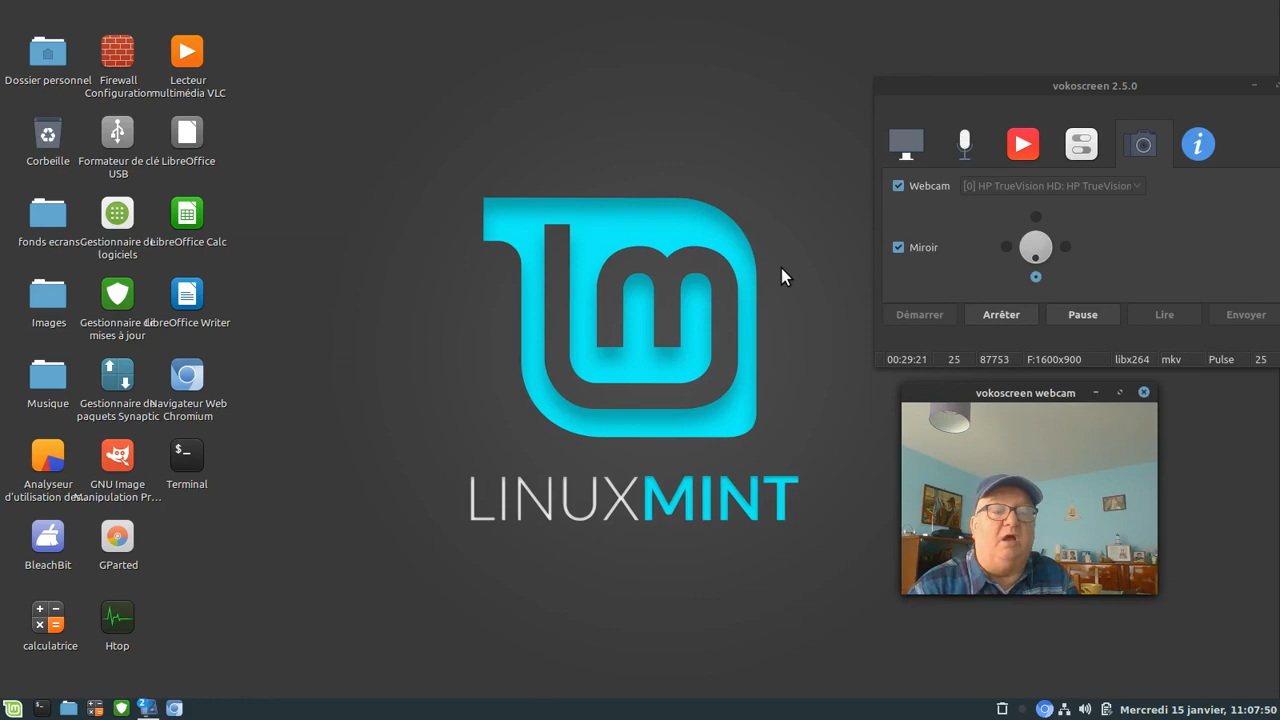 Dossier personnel
Firewall
Configuration
Lecteur
multimédia VLC
Corbeille
Formateur de clé
USB
LibreOffice
fonds ecrans
Gestionnaire de
logiciels
LibreOffice Calc
Images
Gestionnaire de
mises à jour
LibreOffice Writer
Musique
Gestionnaire de
paquets Synaptic
Navigateur Web
Chromium
Analyseur
d'utilisation de
GNU Image
Manipulation Pr...
$-
Terminal
BleachBit
GParted
calculatrice
Htop
LINUXMINT
vokoscreen 2.5.0
Webcam
[0] HP TrueVision HD: HP TrueVision
Miroir
Démarrer
Arrêter
Pause
Lire
Envoyer
00:29:21
25
87753
F:1600x900
libx264
mkv
Pulse
25
vokoscreen webcam
2
Mercredi 15 janvier, 11:07:50